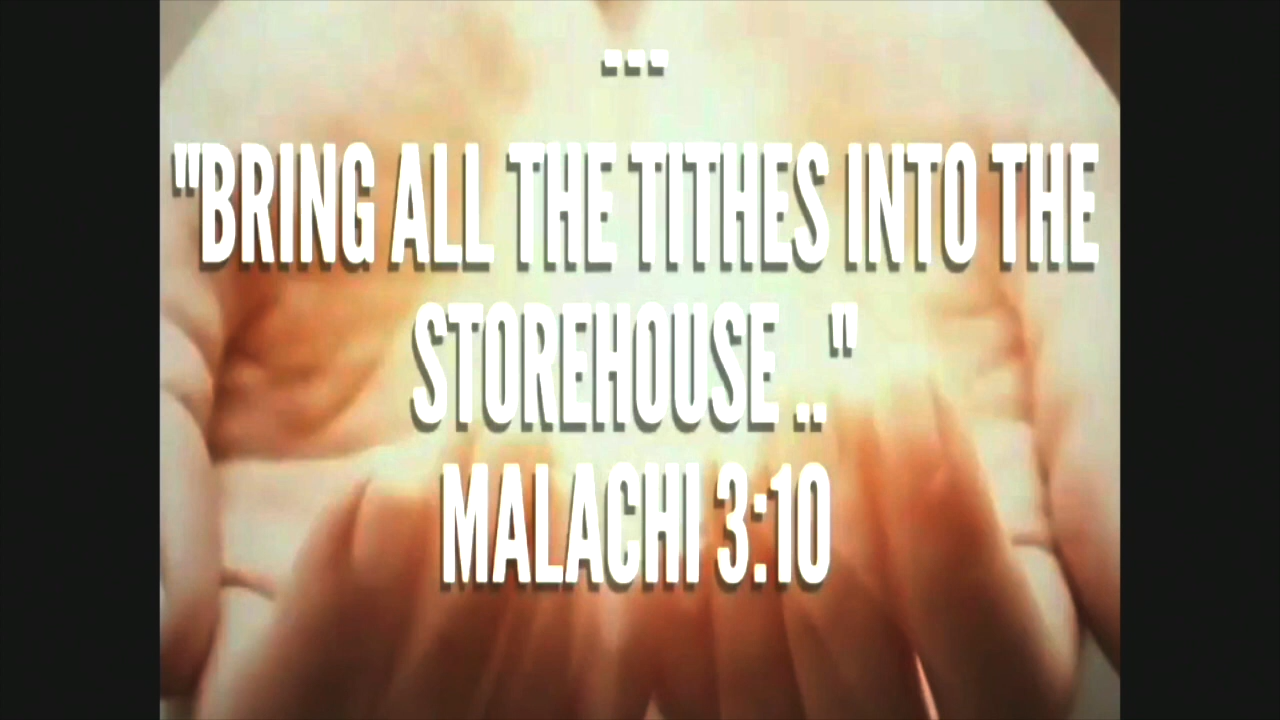 ---
"BRING ALL THE TITHES INTO THE
STOREHOUSE .. "
MALACHI 3:10